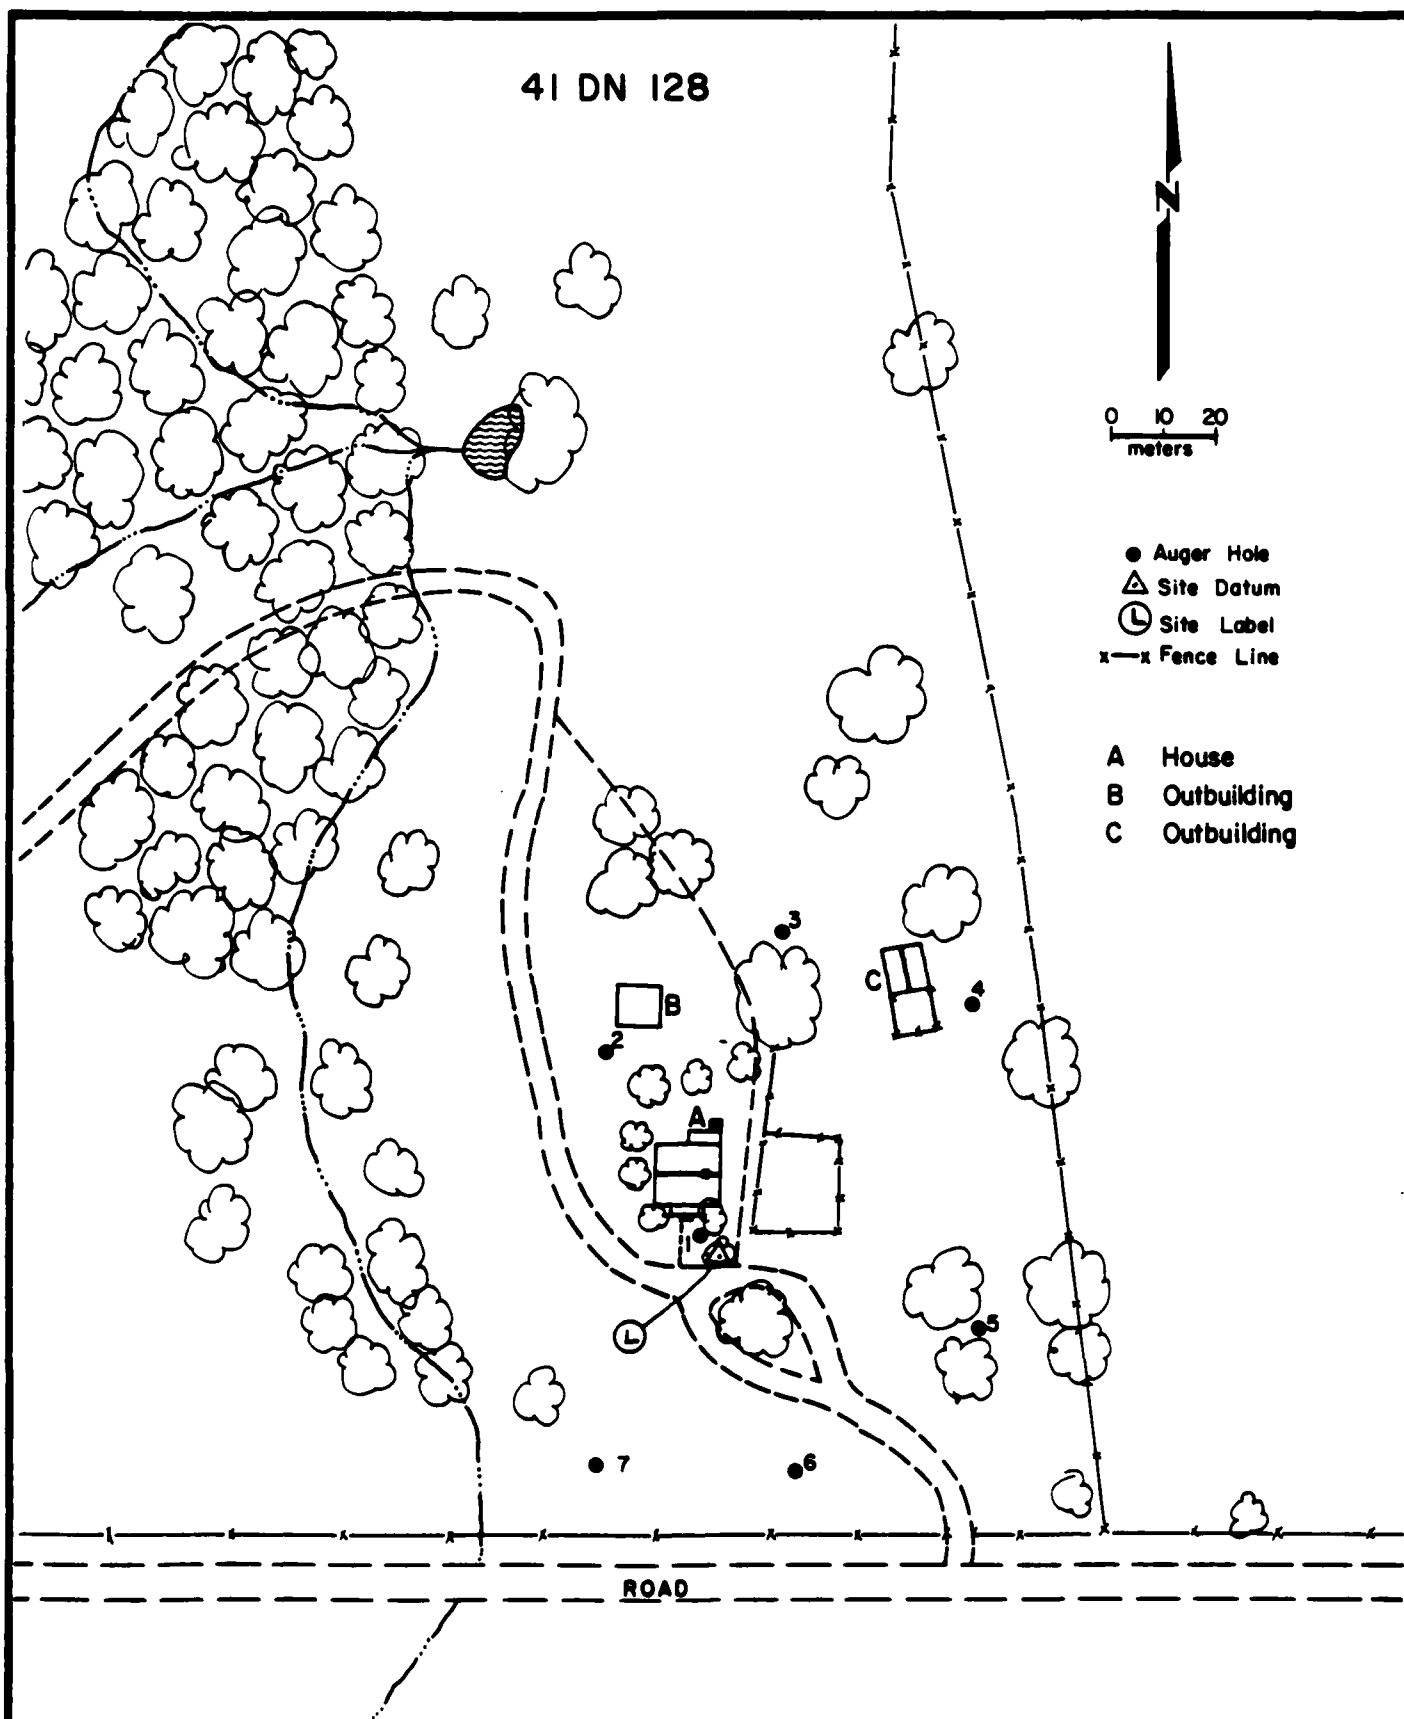 41 DN 128
N
0 10 20
meters
Auger Hole
Site Datum
L Site Label
x—x Fence Line
A House
B Outbuilding
C Outbuilding
3
C
4
B
2
A
1
L
5
7
6
ROAD